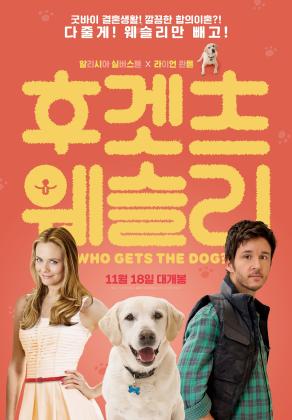 굿바이 결혼생활! 깔끔한 합의이혼?!
다 줄게! 웨슬리만 빼고!
알리시아 실버스톤 X 라이언 콴튼
후겟츠
웨슬리
WHO GETS THE DOG?
11월 18일 대개봉